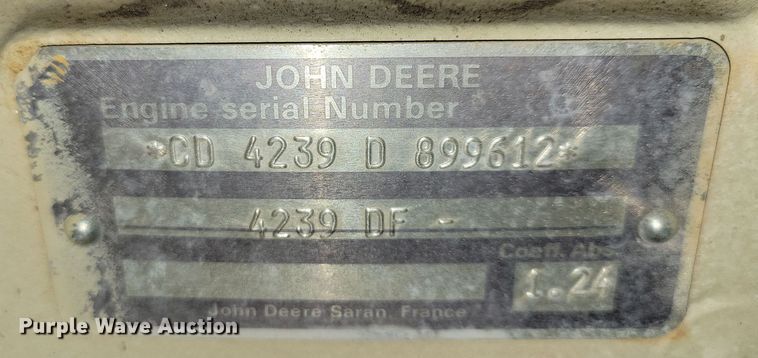 JOHN DEERE
Engine serial Number
*CD 4239 D 899612*
4239 DF -
Coeff. Abs
1.24
John Deere Saran France
Purple Wave Auction